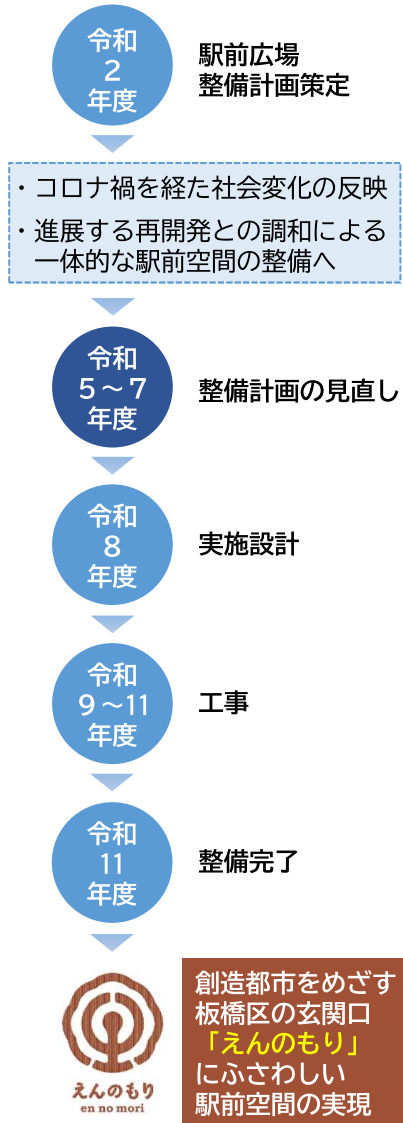 令和
2
年度
駅前広場
整備計画策定
・コロナ禍を経た社会変化の反映
・進展する再開発との調和による
一体的な駅前空間の整備へ
令和
5～7
年度
整備計画の見直し
令和
8
年度
実施設計
令和
9～11
年度
工事
令和
11
年度
整備完了
えんのもり
en no mori
創造都市をめざす
板橋区の玄関口
「えんのもり」
にふさわしい
駅前空間の実現